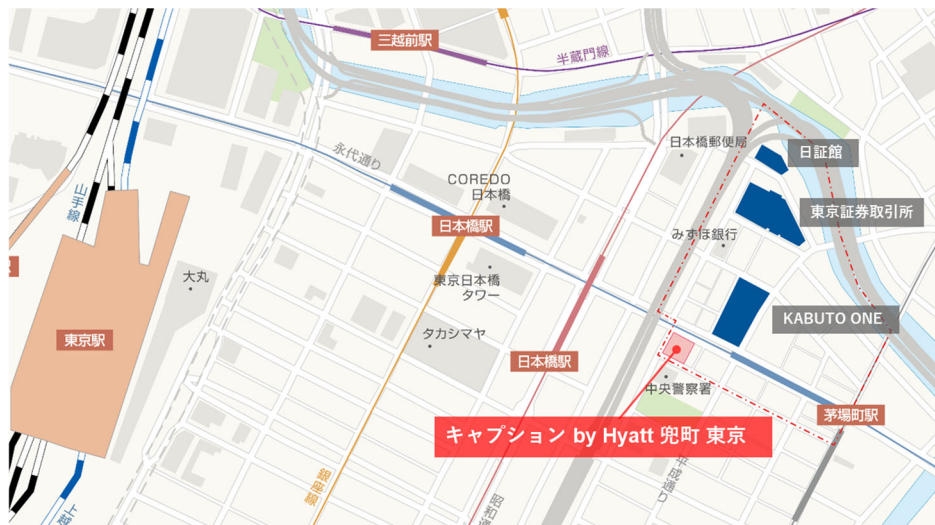 三越前駅
半蔵門線
日本橋郵便局
日証館
永代通り
COREDO
日本橋
山手線
東京証券取引所
日本橋駅
みずほ銀行
大丸
東京日本橋
タワー
KABUTO ONE
タカシマヤ
東京駅
日本橋駅
中央警察署
茅場町駅
キャプション by Hyatt 兜町 東京
銀座線
平成通り
昭和通
上越